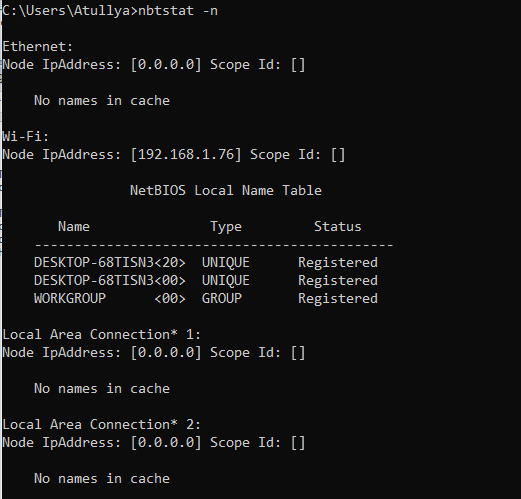 C:\Users\Atullya>nbtstat -n
Ethernet:
Node IpAddress: [0.0.0.0] Scope Id: []
No names in cache
Wi-Fi:
Node IpAddress: [192.168.1.76] Scope Id: []
NetBIOS Local Name Table
Name Type Status
---------------------------------------------
DESKTOP-68TISN3<20> UNIQUE Registered
DESKTOP-68TISN3<00> UNIQUE Registered
WORKGROUP <00> GROUP Registered
Local Area Connection* 1:
Node IpAddress: [0.0.0.0] Scope Id: []
No names in cache
Local Area Connection* 2:
Node IpAddress: [0.0.0.0] Scope Id: []
No names in cache